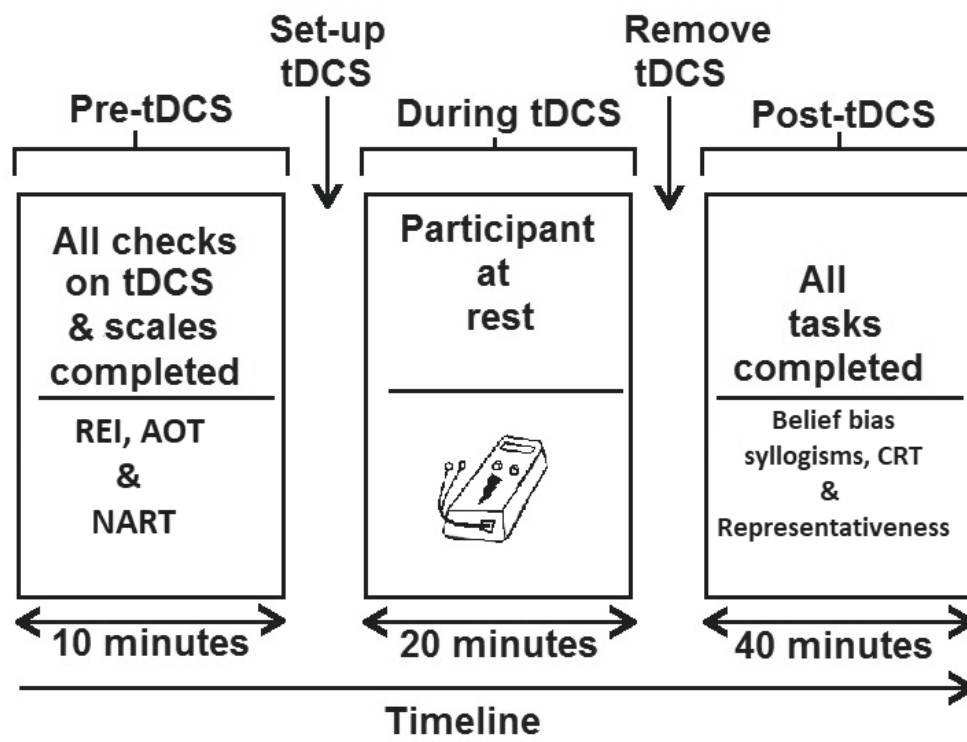 Set-up
tDCS
Remove
tDCS
Pre-tDCS
During tDCS
Post-tDCS
All checks
on tDCS
& scales
completed
REI, AOT
&
NART
Participant
at
rest
All
tasks
completed
Belief bias
syllogisms, CRT
&
Representativeness
10 minutes
20 minutes
40 minutes
Timeline